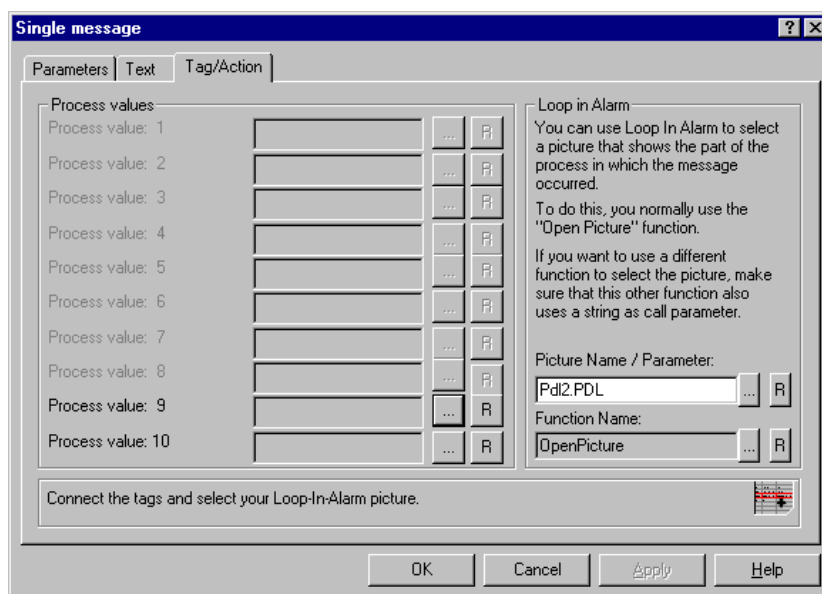 Single message
Parameters Text Tag/Action
Process values
Process value: 1 ... R
Process value: 2 ... R
Process value: 3 ... R
Process value: 4 ... R
Process value: 5 ... R
Process value: 6 ... R
Process value: 7 ... R
Process value: 8 ... R
Process value: 9 ... R
Process value: 10 ... R
Loop in Alarm
You can use Loop In Alarm to select
a picture that shows the part of the
process in which the message
occurred.
To do this, you normally use the
"Open Picture" function.
If you want to use a different
function to select the picture, make
sure that this other function also
uses a string as call parameter.
Picture Name / Parameter:
Pdl2.PDL ... R
Function Name:
OpenPicture ... R
Connect the tags and select your Loop-In-Alarm picture.
OK Cancel Apply Help